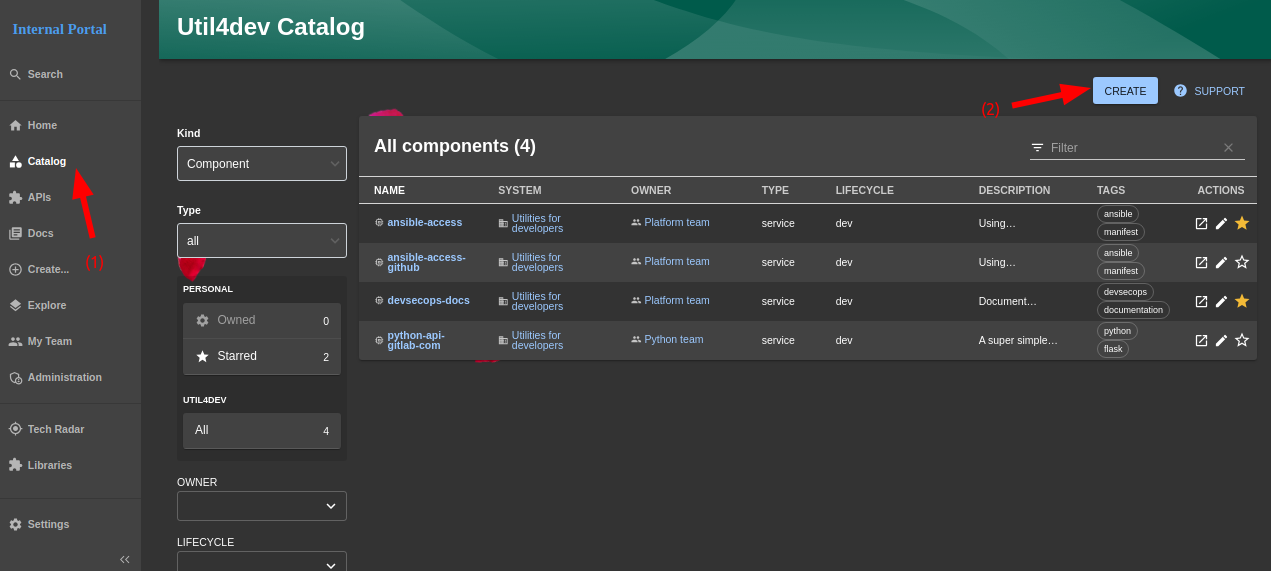 Internal Portal
Search
Home
Catalog
APIs
Docs
Create...
Explore
My Team
Administration
Tech Radar
Libraries
Settings
(1)
Util4dev Catalog
(2)
CREATE
SUPPORT
Kind
Component
Type
all
PERSONAL
Owned 0
Starred 2
UTIL4DEV
All 4
OWNER
LIFECYCLE
All components (4)
Filter
NAME SYSTEM OWNER TYPE LIFECYCLE DESCRIPTION TAGS ACTIONS
ansible-access Utilities for developers Platform team service dev Using… ansible manifest
ansible-access-github Utilities for developers Platform team service dev Using… ansible manifest
devsecops-docs Utilities for developers Platform team service dev Document… devsecops documentation
python-api-gitlab-com Utilities for developers Python team service dev A super simple… python flask